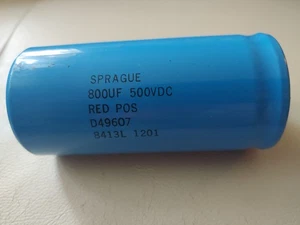 SPRAGUE
800UF 500VDC
RED POS
D49607
8413L 1201